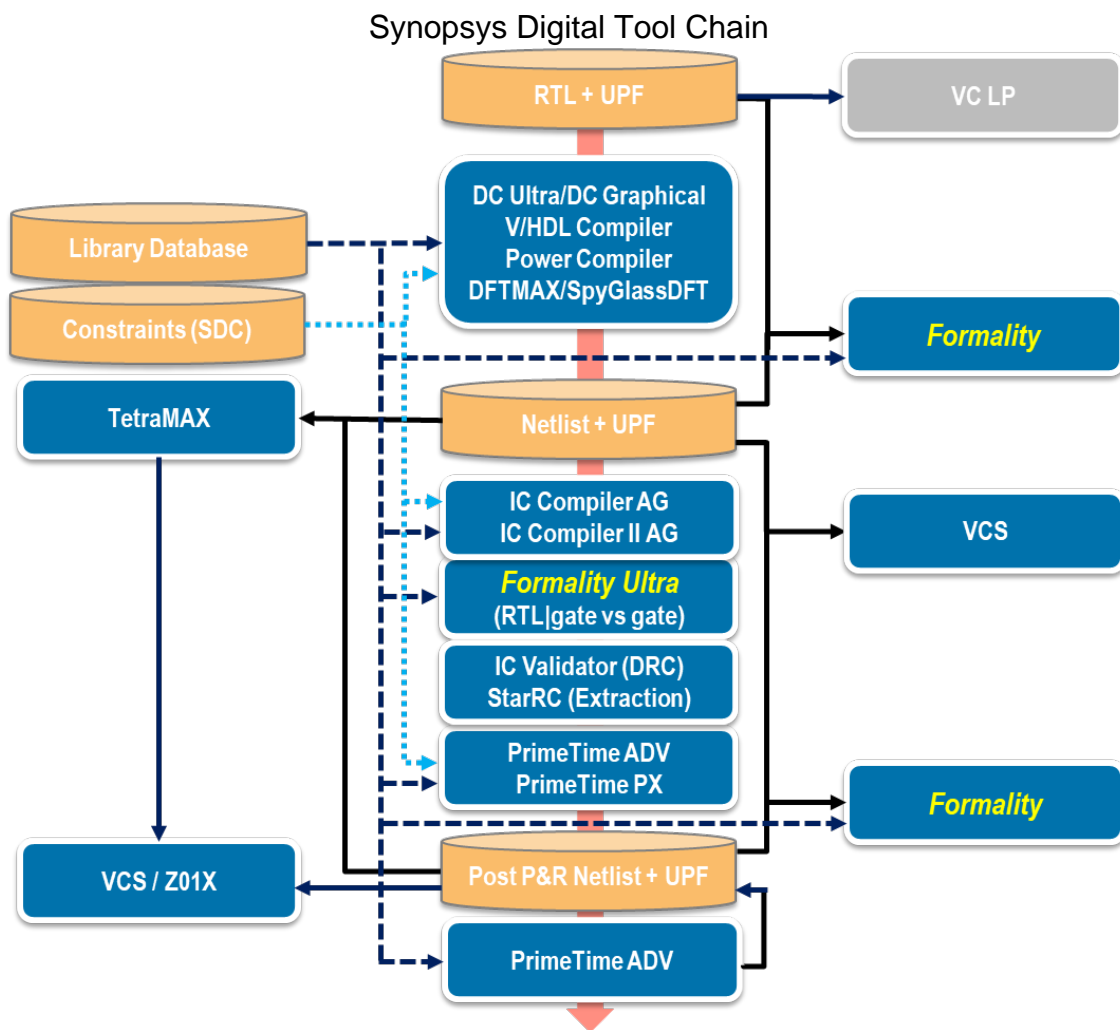 Synopsys Digital Tool Chain
RTL + UPF
VC LP
DC Ultra/DC Graphical
V/HDL Compiler
Power Compiler
DFTMAX/SpyGlassDFT
Library Database
Constraints (SDC)
Formality
TetraMAX
Netlist + UPF
IC Compiler AG
IC Compiler II AG
VCS
Formality Ultra
(RTL|gate vs gate)
IC Validator (DRC)
StarRC (Extraction)
PrimeTime ADV
PrimeTime PX
Formality
VCS / Z01X
Post P&R Netlist + UPF
PrimeTime ADV